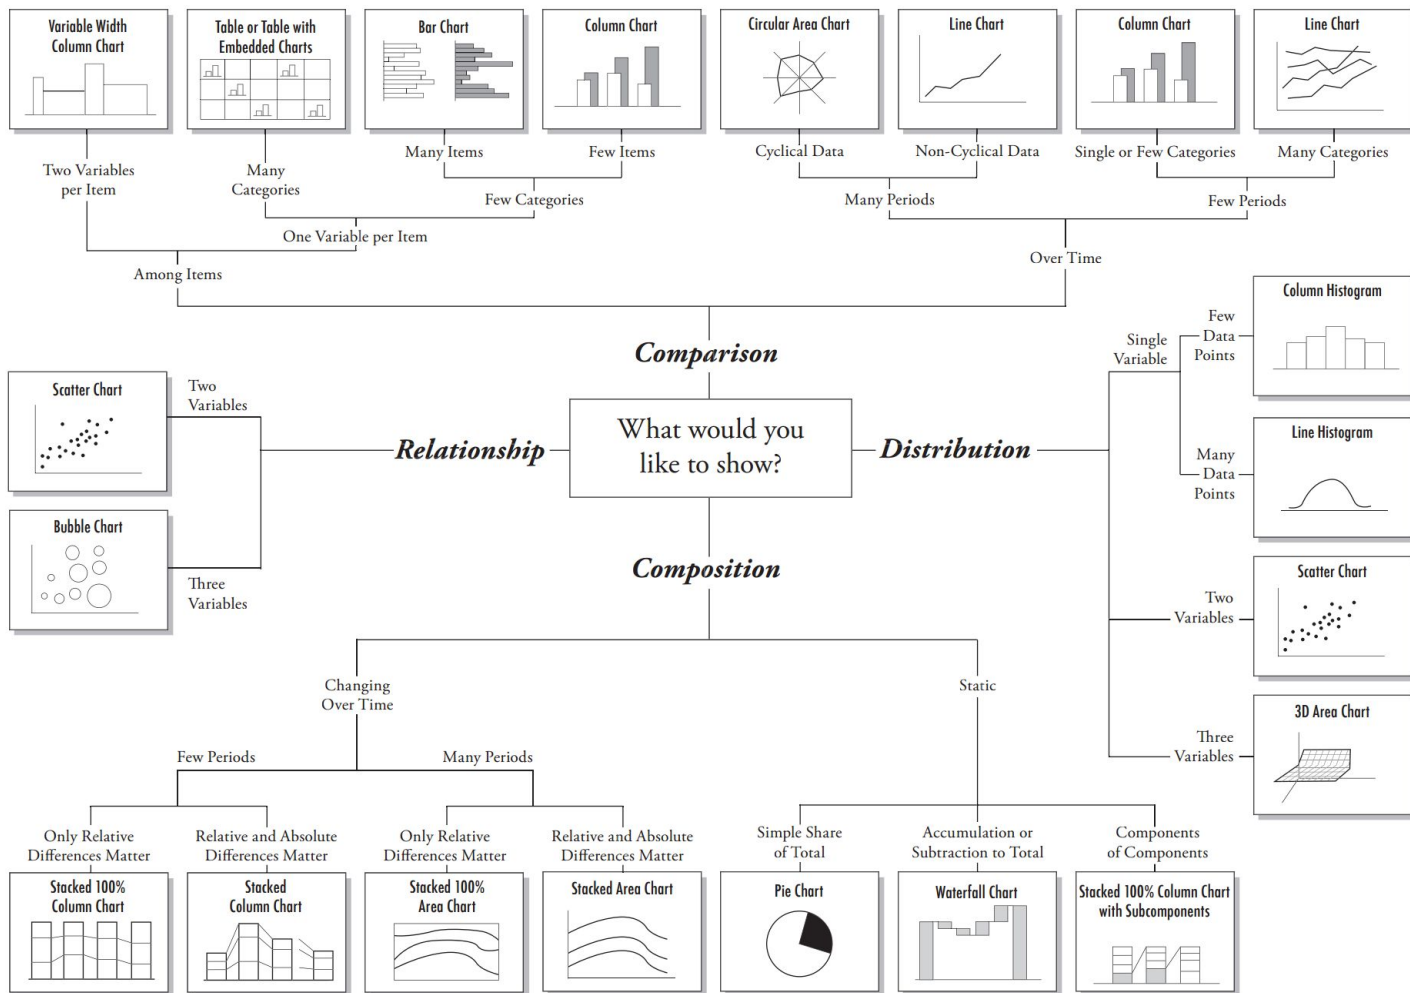 Variable Width
Column Chart
Table or Table with
Embedded Charts
Bar Chart
Column Chart
Circular Area Chart
Line Chart
Column Chart
Line Chart
Two Variables
per Item
Many
Categories
Many Items
Few Items
Cyclical Data
Non-Cyclical Data
Single or Few Categories
Many Categories
Few Categories
Many Periods
Few Periods
One Variable per Item
Among Items
Over Time
Comparison
What would you
like to show?
Relationship
Two
Variables
Scatter Chart
Three
Variables
Bubble Chart
Distribution
Single
Variable
Few
Data
Points
Column Histogram
Many
Data
Points
Line Histogram
Two
Variables
Scatter Chart
Three
Variables
3D Area Chart
Composition
Changing
Over Time
Static
Few Periods
Many Periods
Only Relative
Differences Matter
Relative and Absolute
Differences Matter
Only Relative
Differences Matter
Relative and Absolute
Differences Matter
Simple Share
of Total
Accumulation or
Subtraction to Total
Components
of Components
Stacked 100%
Column Chart
Stacked
Column Chart
Stacked 100%
Area Chart
Stacked Area Chart
Pie Chart
Waterfall Chart
Stacked 100% Column Chart
with Subcomponents